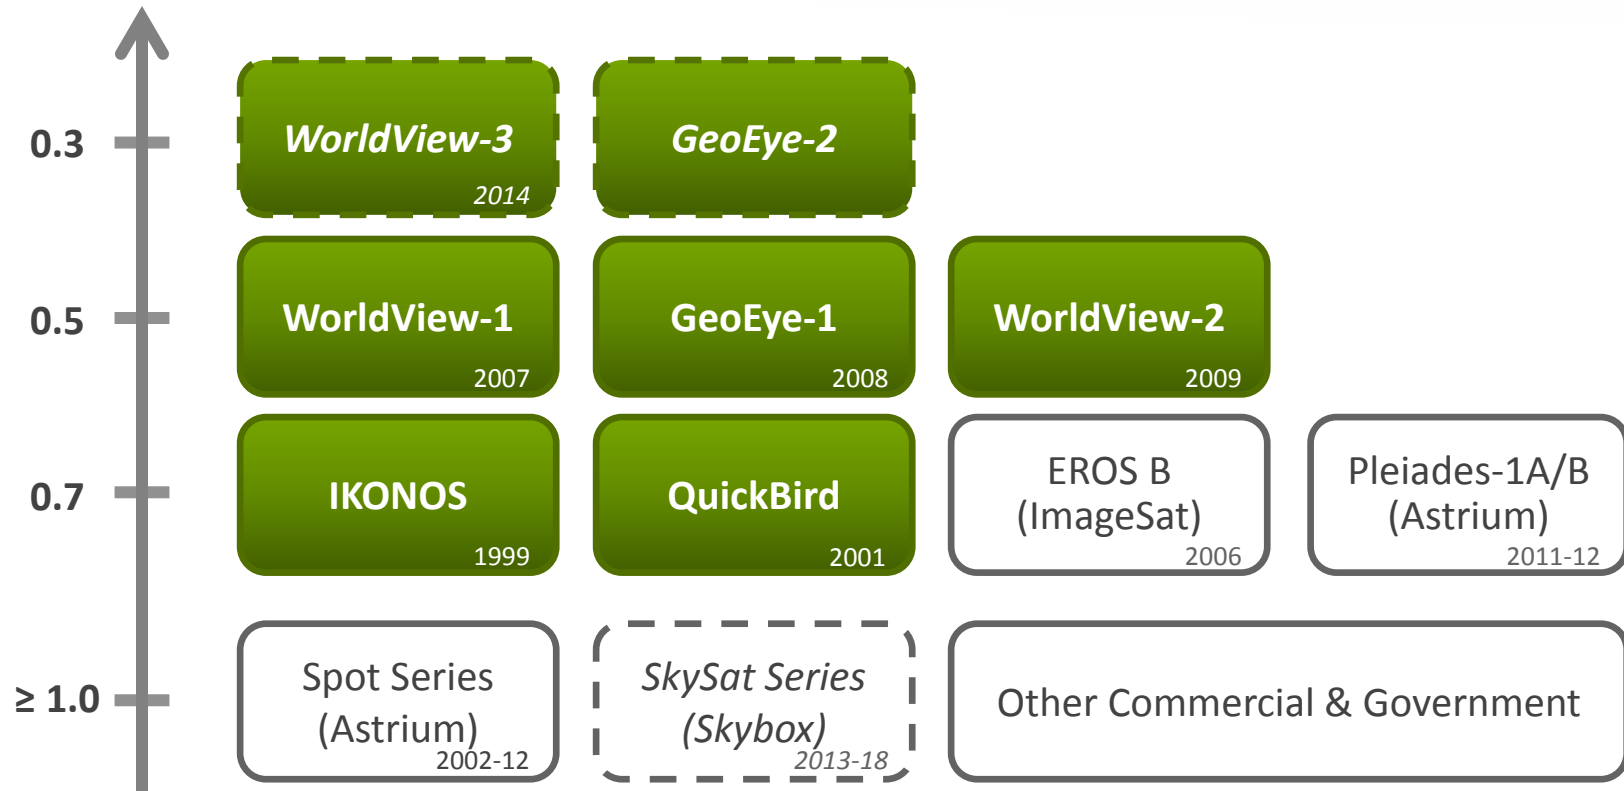 0.3
WorldView-3
2014
GeoEye-2
0.5
WorldView-1
2007
GeoEye-1
2008
WorldView-2
2009
0.7
IKONOS
1999
QuickBird
2001
EROS B
(ImageSat)
2006
Pleiades-1A/B
(Astrium)
2011-12
≥ 1.0
Spot Series
(Astrium)
2002-12
SkySat Series
(Skybox)
2013-18
Other Commercial & Government